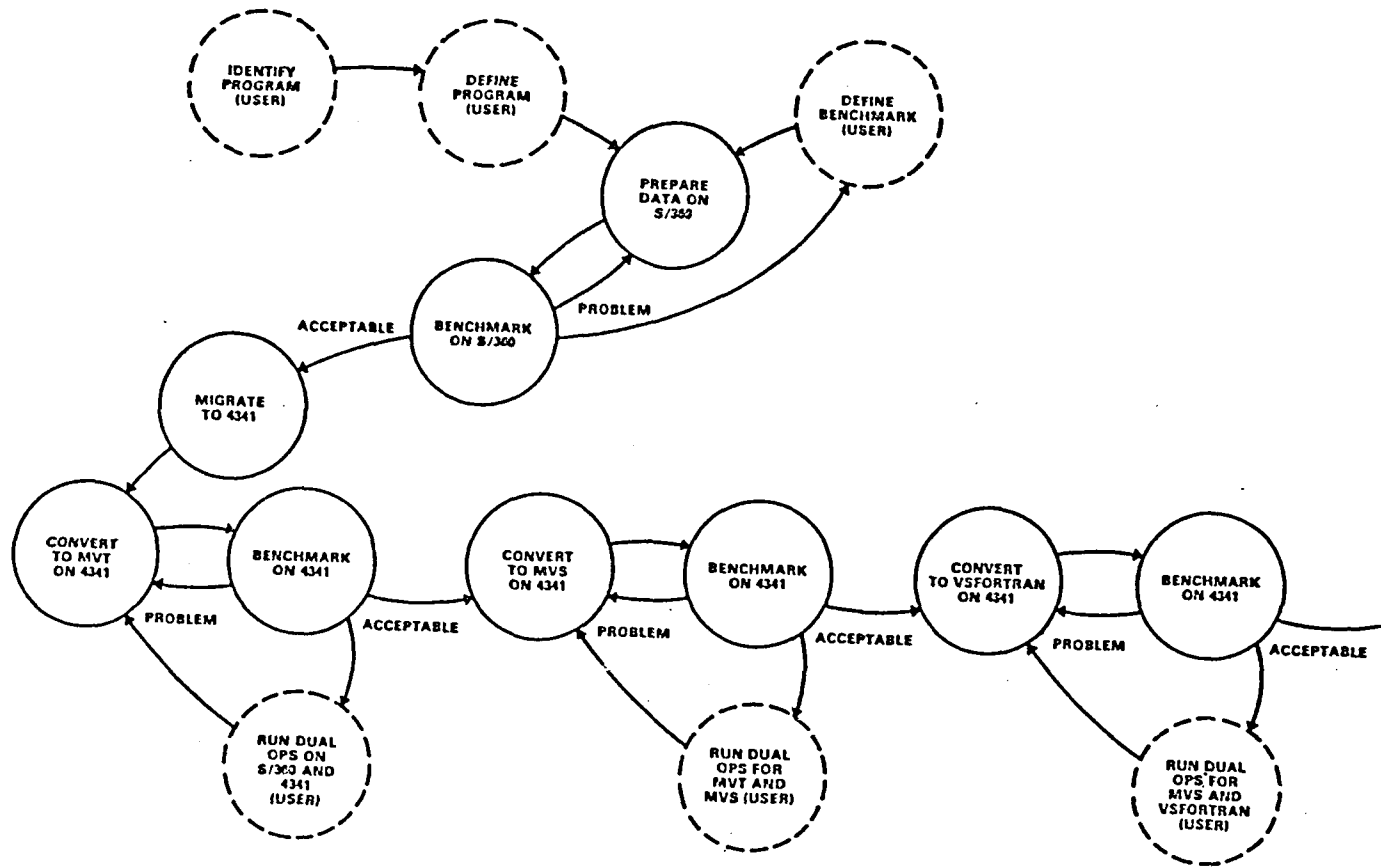 IDENTIFY
PROGRAM
(USER)
DEFINE
PROGRAM
(USER)
DEFINE
BENCHMARK
(USER)
PREPARE
DATA ON
S/360
PROBLEM
ACCEPTABLE
BENCHMARK
ON S/360
MIGRATE
TO 4341
CONVERT
TO MVT
ON 4341
BENCHMARK
ON 4341
PROBLEM
ACCEPTABLE
CONVERT
TO MVS
ON 4341
BENCHMARK
ON 4341
PROBLEM
ACCEPTABLE
CONVERT
TO VSFORTRAN
ON 4341
BENCHMARK
ON 4341
PROBLEM
ACCEPTABLE
RUN DUAL
OPS ON
S/360 AND
4341
(USER)
RUN DUAL
OPS FOR
MVT AND
MVS (USER)
RUN DUAL
OPS FOR
MVS AND
VSFORTRAN
(USER)